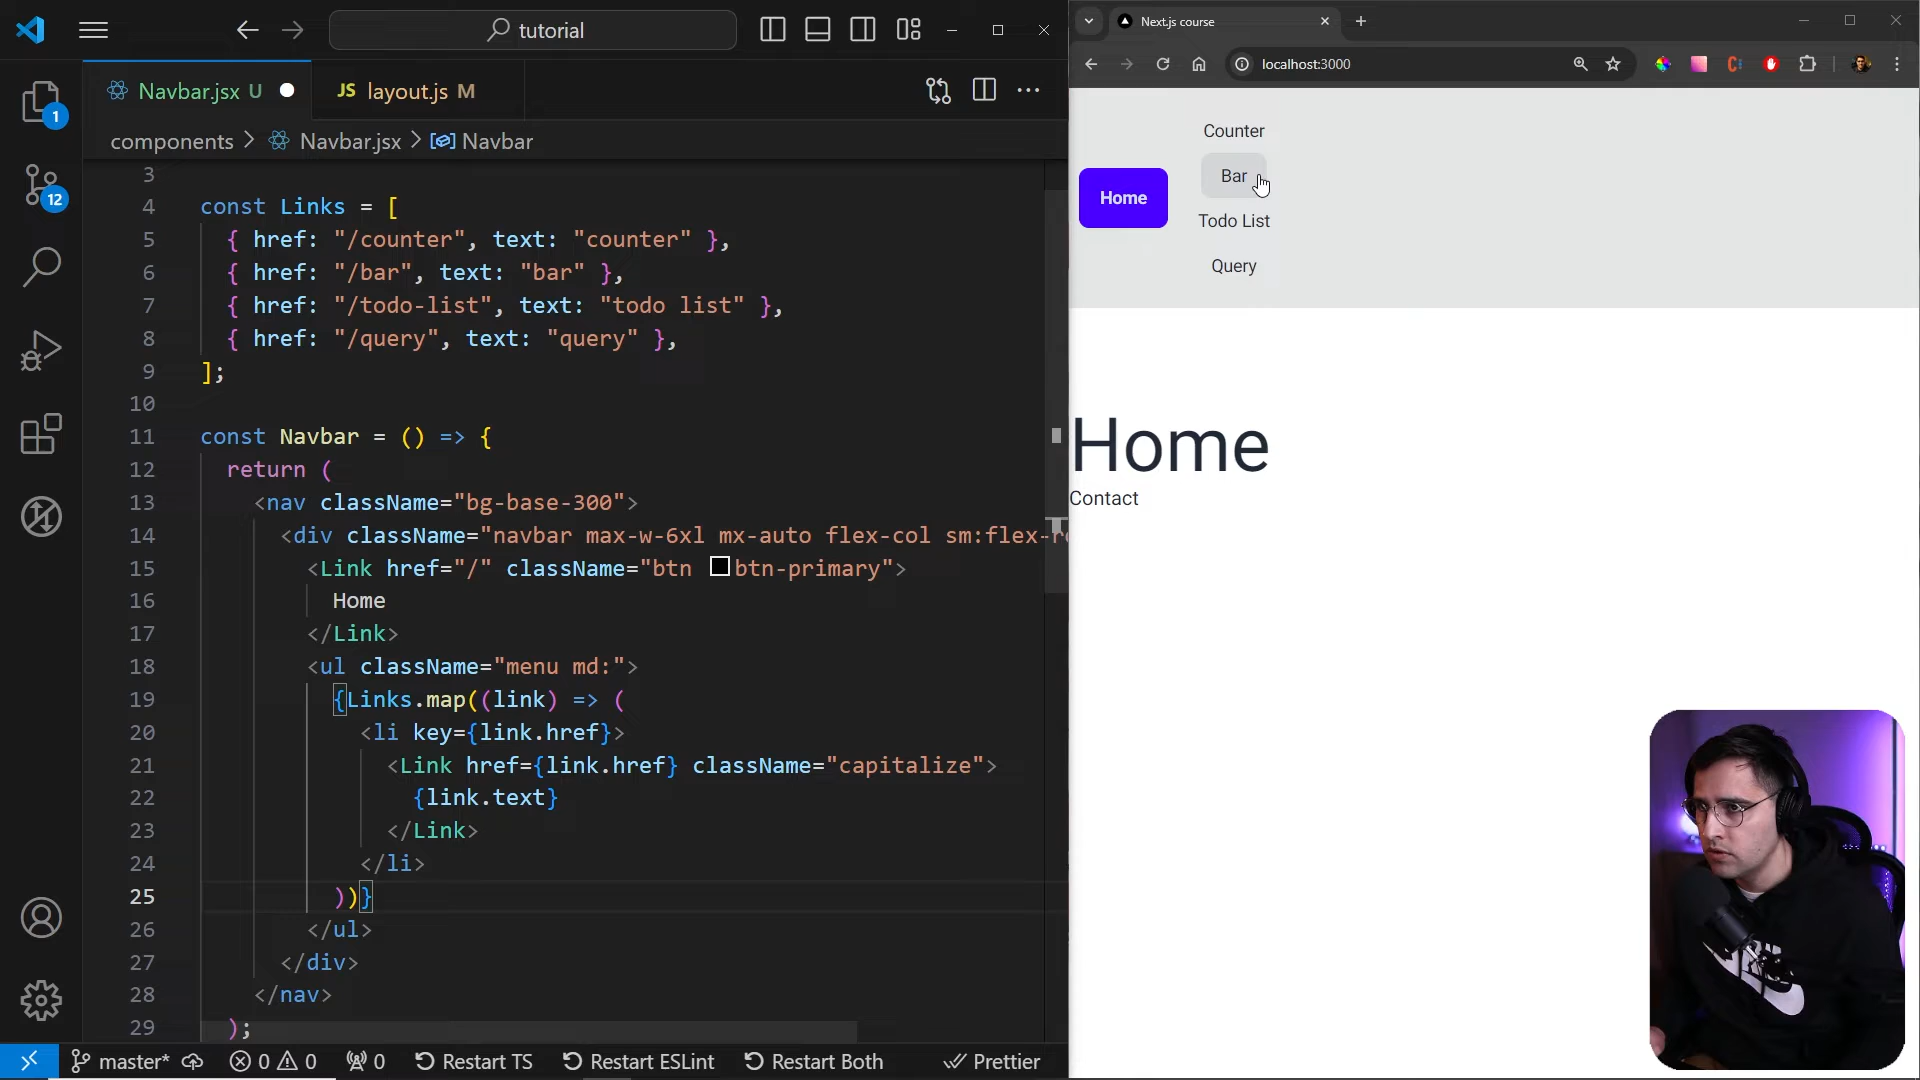 tutorial
Navbar.jsx U
JS layout.js M
components > Navbar.jsx > Navbar
3
4 const Links = [
5 { href: "/counter", text: "counter" },
6 { href: "/bar", text: "bar" },
7 { href: "/todo-list", text: "todo list" },
8 { href: "/query", text: "query" },
9 ];
10
11 const Navbar = () => {
12 return (
13 <nav className="bg-base-300">
14 <div className="navbar max-w-6xl mx-auto flex-col sm:flex-ro
15 <Link href="/" className="btn btn-primary">
16 Home
17 </Link>
18 <ul className="menu md:">
19 {Links.map((link) => (
20 <li key={link.href}>
21 <Link href={link.href} className="capitalize">
22 {link.text}
23 </Link>
24 </li>
25 ))}
26 </ul>
27 </div>
28 </nav>
29 );
1
12
master* 0 0 0 Restart TS Restart ESLint Restart Both Prettier
Next.js course
localhost:3000
Counter
Bar
Home
Todo List
Query
Home
Contact